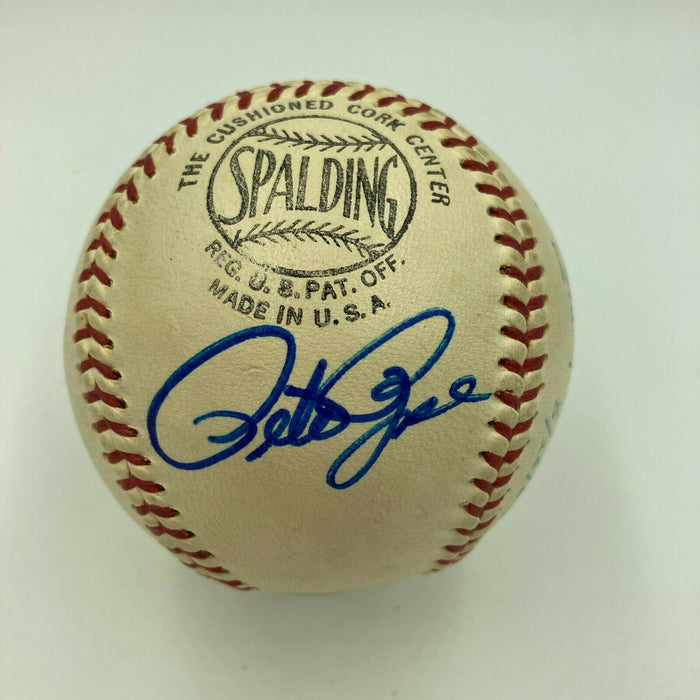 THE CUSHIONED CORK CENTER
SPALDING
REG. U. S. PAT. OFF.
MADE IN U. S. A.
Pete Rose